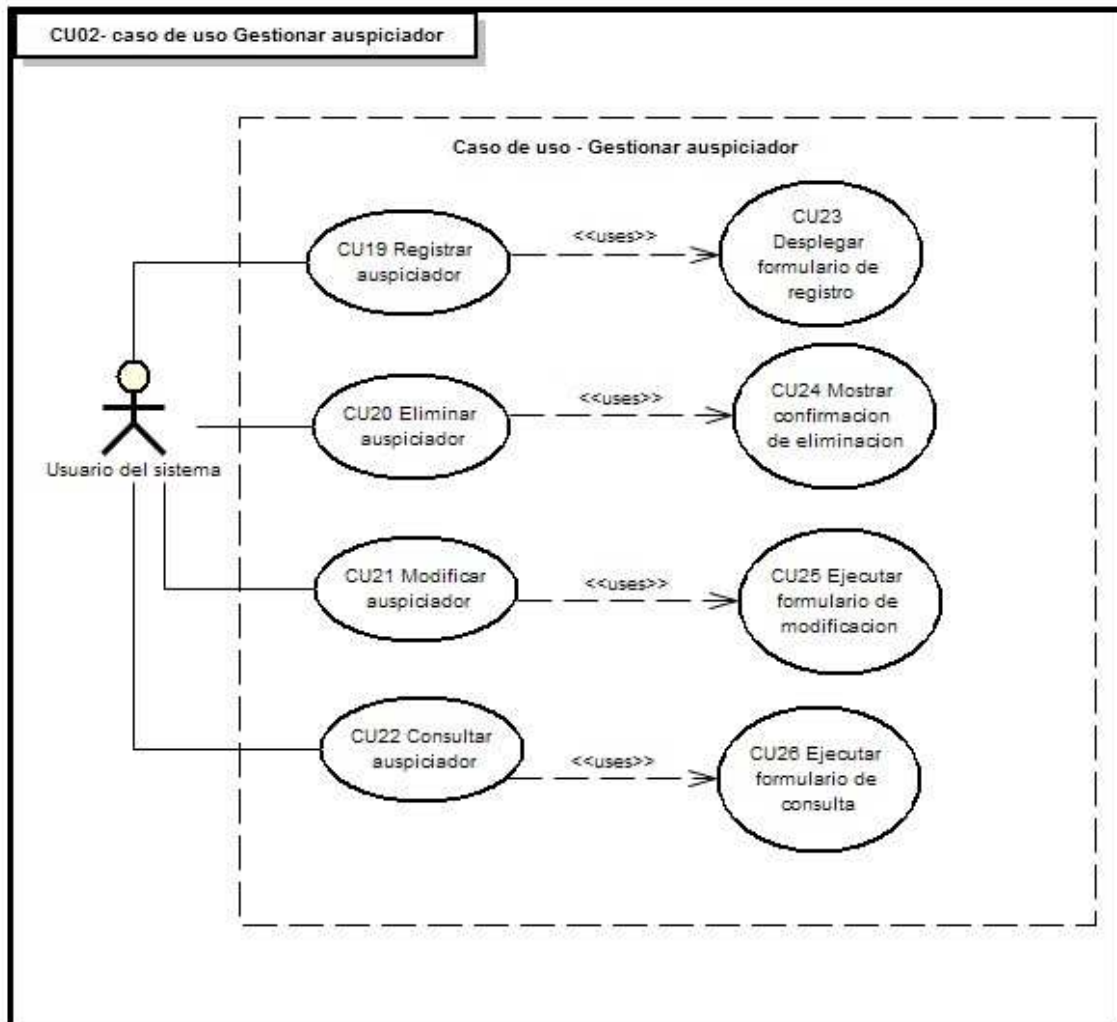 CU02- caso de uso Gestionar auspiciador
Caso de uso - Gestionar auspiciador
CU19 Registrar
auspiciador
<<uses>>
CU23
Desplegar
formulario de
registro
Usuario del sistema
CU20 Eliminar
auspiciador
<<uses>>
CU24 Mostrar
confirmacion
de eliminacion
CU21 Modificar
auspiciador
<<uses>>
CU25 Ejecutar
formulario de
modificacion
CU22 Consultar
auspiciador
<<uses>>
CU26 Ejecutar
formulario de
consulta